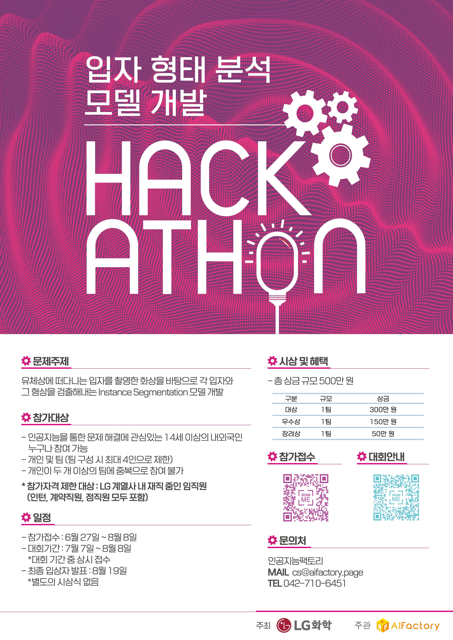 입자 형태 분석
모델 개발
HACK
ATHON
문제주제
유체상에 떠다니는 입자를 촬영한 화상을 바탕으로 각 입자와
그 형상을 검출해내는 Instance Segmentation 모델 개발
참가대상
- 인공지능을 통한 문제 해결에 관심있는 14세 이상의 내외국인
누구나 참여 가능
- 개인 및 팀 (팀 구성 시 최대 4인으로 제한)
- 개인이 두 개 이상의 팀에 중복으로 참여 불가
* 참가자격 제한 대상 : LG 계열사 내 재직 중인 임직원
(인턴, 계약직원, 정직원 모두 포함)
일정
- 참가접수 : 6월 27일 ~ 8월 8일
- 대회기간 : 7월 7일 ~ 8월 8일
*대회 기간 중 상시 접수
- 최종 입상자 발표 : 8월 19일
*별도의 시상식 없음
시상 및 혜택
- 총 상금 규모 500만 원
구분 규모 상금
대상 1팀 300만 원
우수상 1팀 150만 원
장려상 1팀 50만 원
참가접수 대회안내
문의처
인공지능팩토리
MAIL cs@aifactory.page
TEL 042-710-6451
주최 LG화학 주관 AIFactory